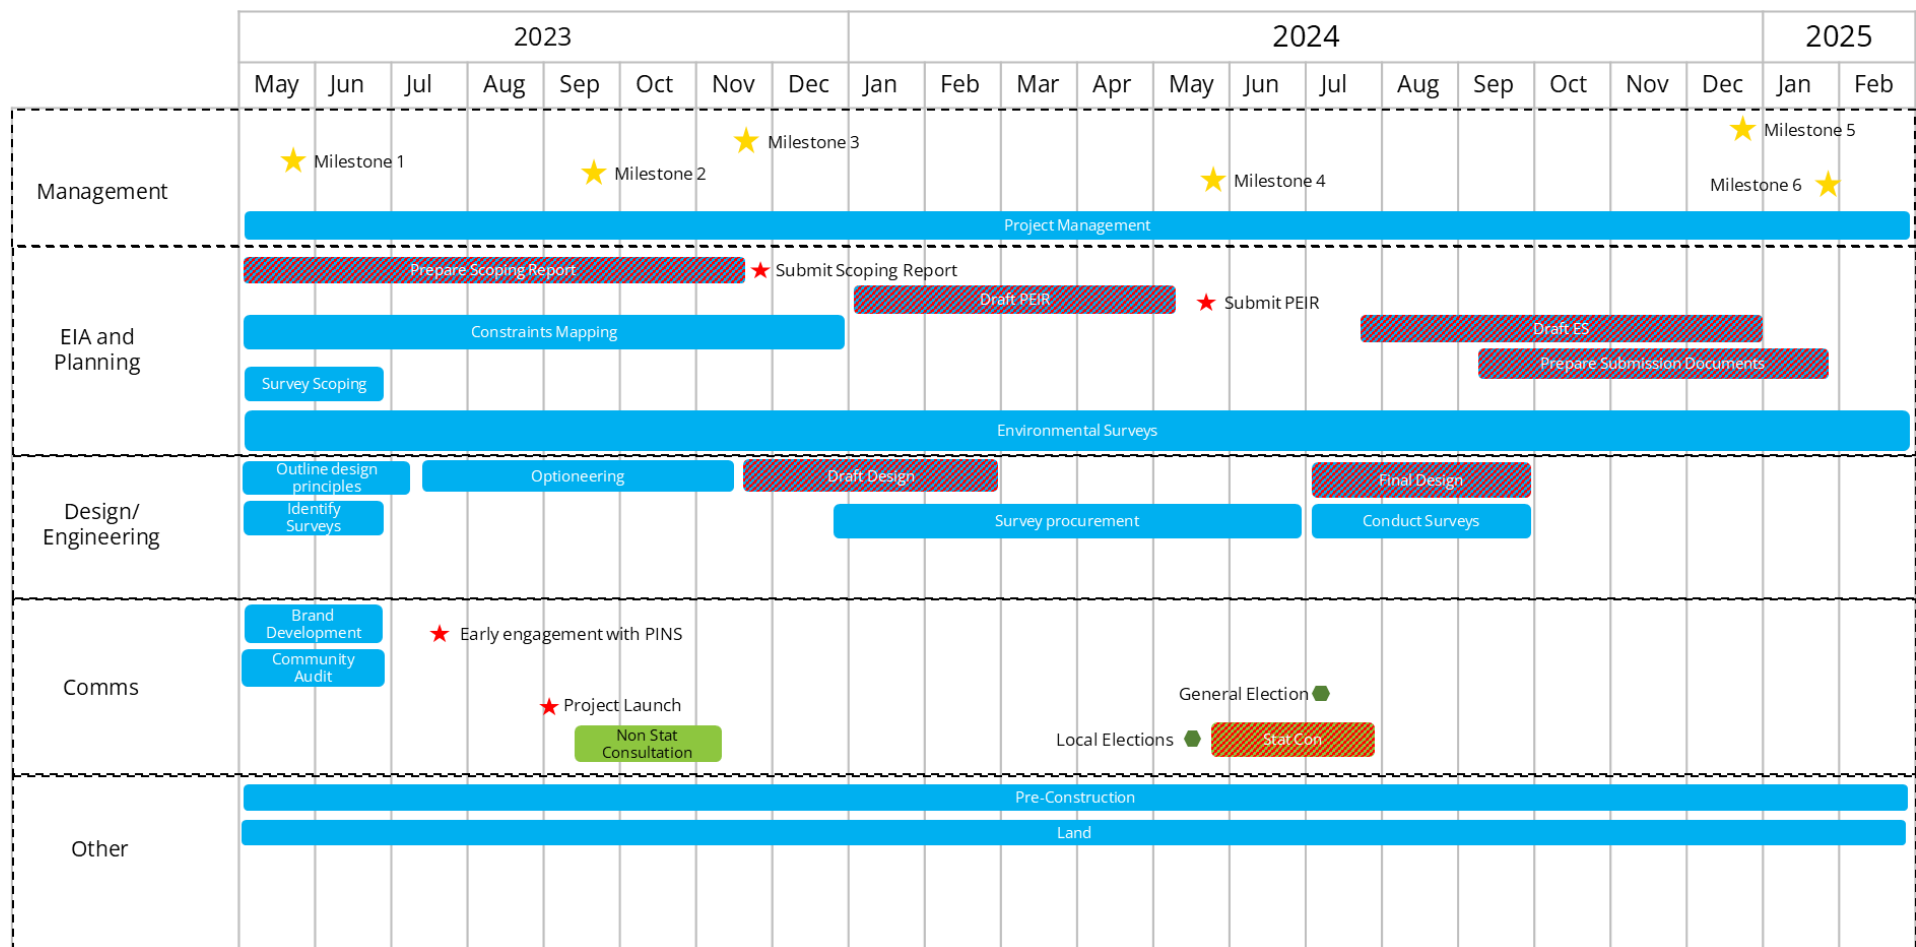 2023
2024
2025
May Jun Jul Aug Sep Oct Nov Dec Jan Feb Mar Apr May Jun Jul Aug Sep Oct Nov Dec Jan Feb
Management
Milestone 1
Milestone 2
Milestone 3
Milestone 4
Milestone 5
Milestone 6
Project Management
EIA and
Planning
Prepare Scoping Report
Submit Scoping Report
Draft PEIR
Submit PEIR
Constraints Mapping
Draft ES
Prepare Submission Documents
Survey Scoping
Environmental Surveys
Design/
Engineering
Outline design
principles
Optioneering
Draft Design
Final Design
Identify
Surveys
Survey procurement
Conduct Surveys
Comms
Brand
Development
Early engagement with PINS
Community
Audit
Project Launch
General Election
Non Stat
Consultation
Local Elections
Stat Con
Other
Pre-Construction
Land